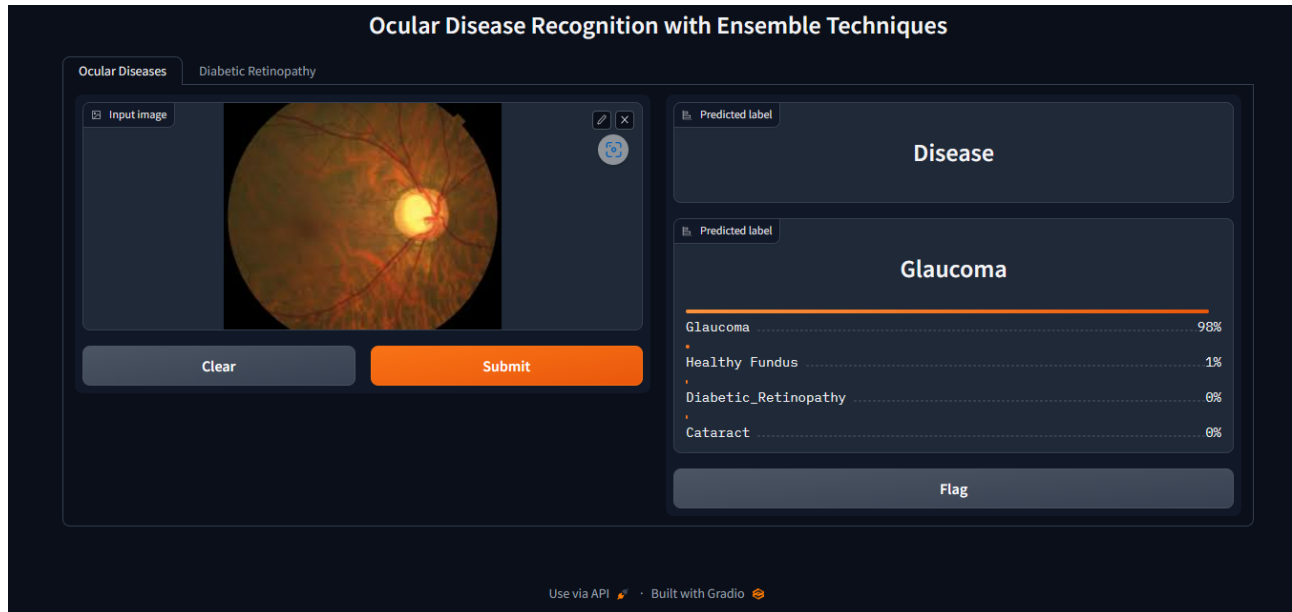 Ocular Disease Recognition with Ensemble Techniques
Ocular Diseases
Diabetic Retinopathy
Input image
Clear
Submit
Predicted label
Disease
Predicted label
Glaucoma
Glaucoma 98%
Healthy Fundus 1%
Diabetic_Retinopathy 0%
Cataract 0%
Flag
Use via API · Built with Gradio